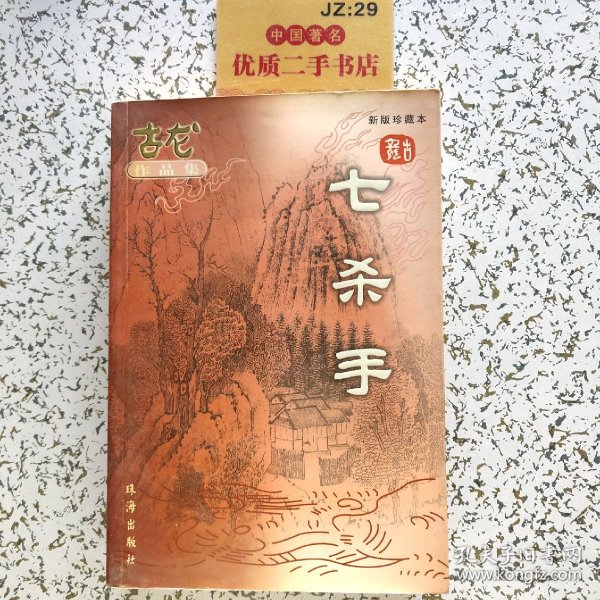 JZ:29
中国著名
优质二手书店
古龙
作品集
新版珍藏本
七杀手
珠海出版社
孔夫子旧书网
www.kongfz.com